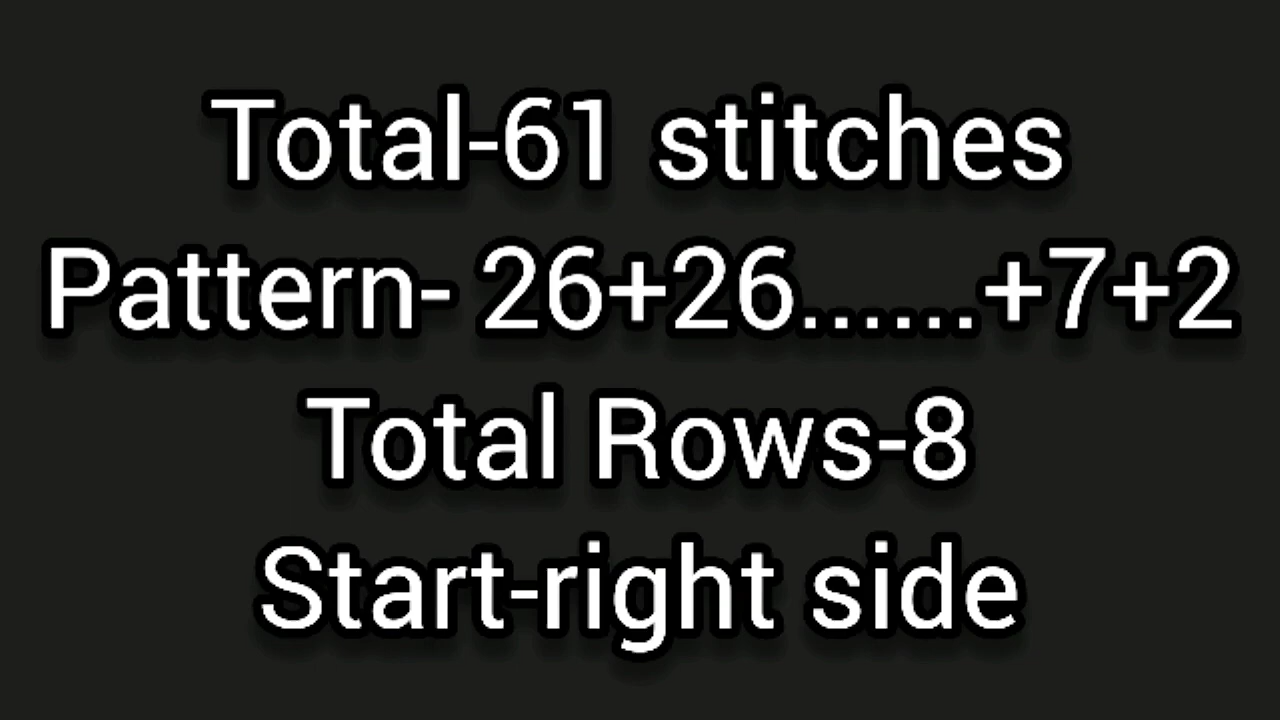 Total-61 stitches
Pattern- 26+26......+7+2
Total Rows-8
Start-right side